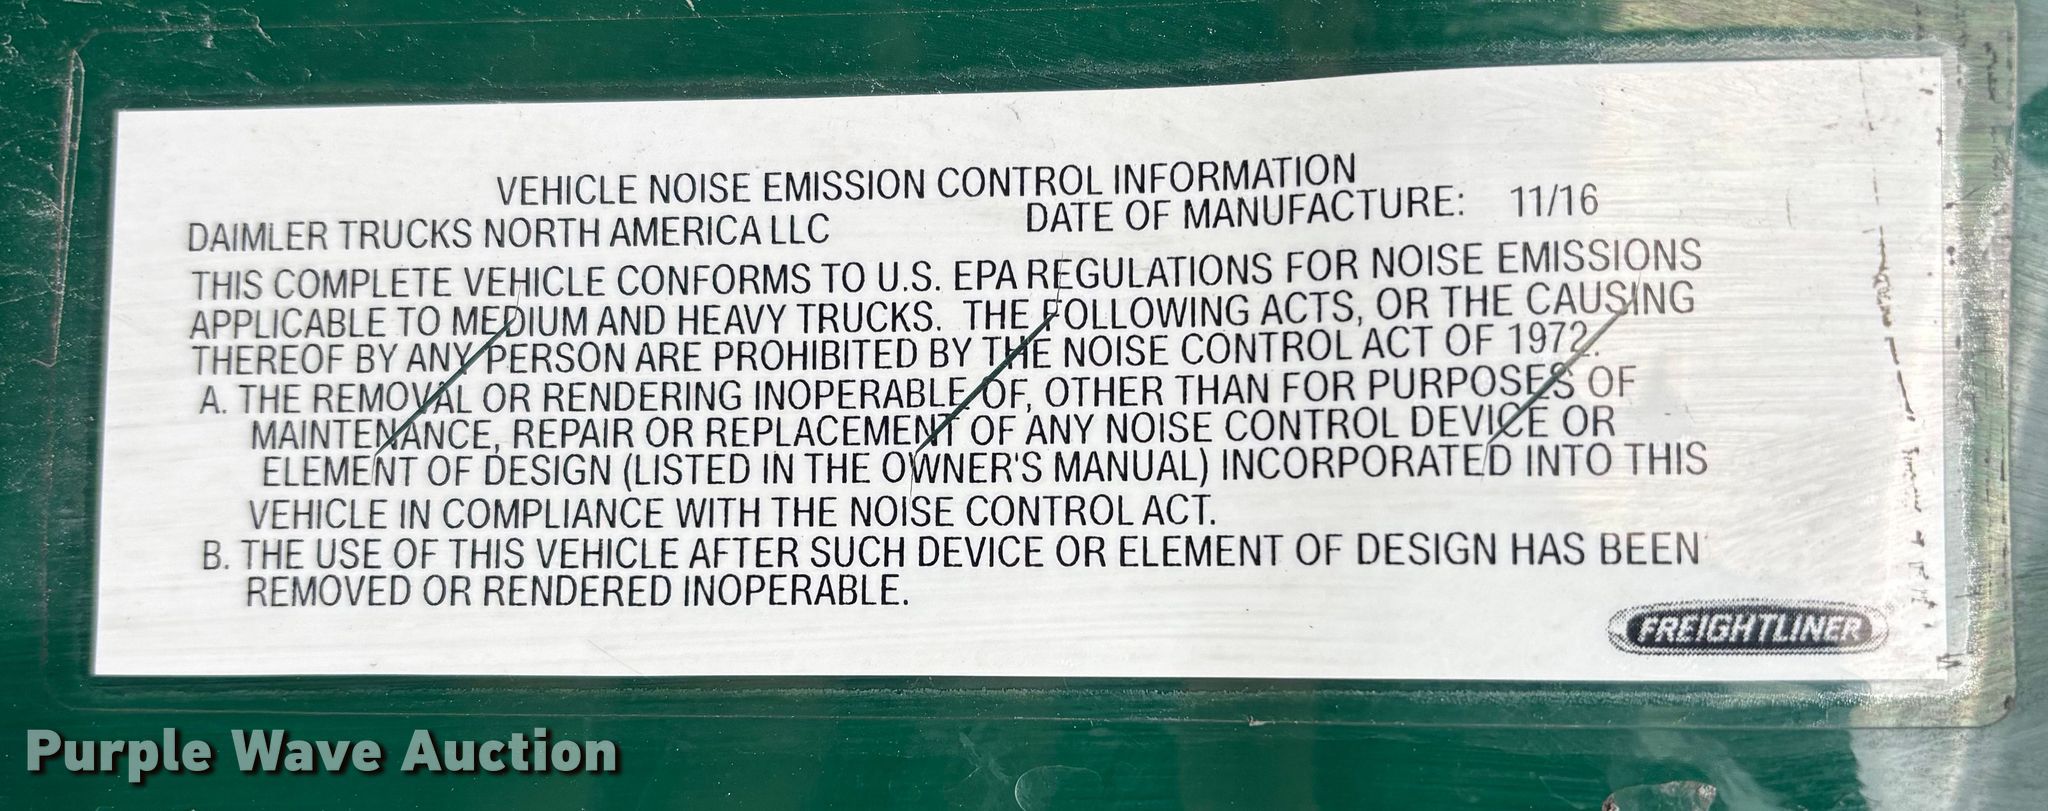 VEHICLE NOISE EMISSION CONTROL INFORMATION
DAIMLER TRUCKS NORTH AMERICA LLC DATE OF MANUFACTURE: 11/16
THIS COMPLETE VEHICLE CONFORMS TO U.S. EPA REGULATIONS FOR NOISE EMISSIONS
APPLICABLE TO MEDIUM AND HEAVY TRUCKS. THE FOLLOWING ACTS, OR THE CAUSING
THEREOF BY ANY PERSON ARE PROHIBITED BY THE NOISE CONTROL ACT OF 1972.
A. THE REMOVAL OR RENDERING INOPERABLE OF, OTHER THAN FOR PURPOSES OF
MAINTENANCE, REPAIR OR REPLACEMENT OF ANY NOISE CONTROL DEVICE OR
ELEMENT OF DESIGN (LISTED IN THE OWNER'S MANUAL) INCORPORATED INTO THIS
VEHICLE IN COMPLIANCE WITH THE NOISE CONTROL ACT.
B. THE USE OF THIS VEHICLE AFTER SUCH DEVICE OR ELEMENT OF DESIGN HAS BEEN
REMOVED OR RENDERED INOPERABLE.
FREIGHTLINER
Purple Wave Auction